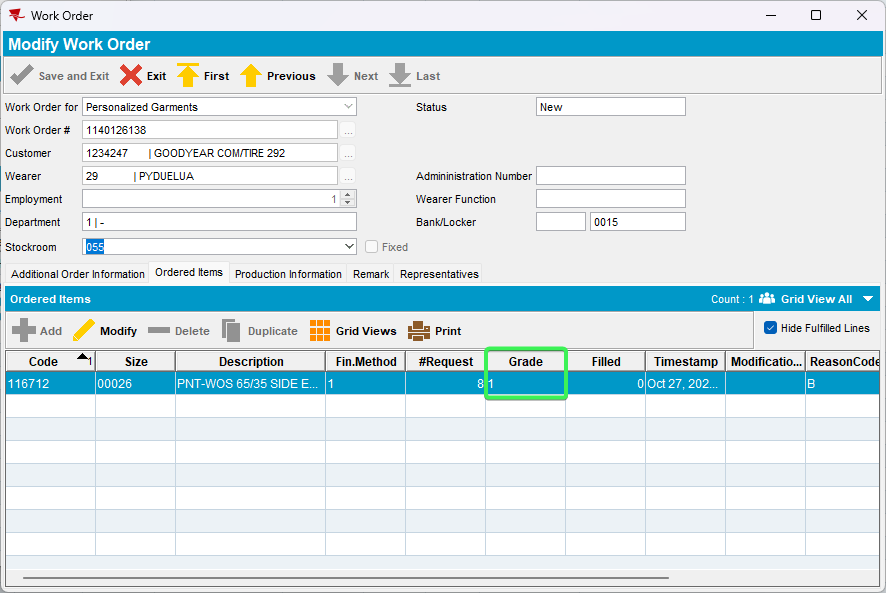 Work Order
Modify Work Order
Save and Exit Exit First Previous Next Last
Work Order for Personalized Garments Status New
Work Order # 1140126138 ...
Customer 1234247 | GOODYEAR COM/TIRE 292 ...
Wearer 29 | PYDUELUA ... Admininistration Number
Employment 1 Wearer Function
Department 1 | - Bank/Locker 0015
Stockroom 055 Fixed
Additional Order Information Ordered Items Production Information Remark Representatives
Ordered Items Count : 1 Grid View All
Add Modify Delete Duplicate Grid Views Print Hide Fulfilled Lines
Code 1 Size Description Fin.Method #Request Grade Filled Timestamp Modificatio... ReasonCode
116712 00026 PNT-WOS 65/35 SIDE E... 1 8 1 0 Oct 27, 202... B